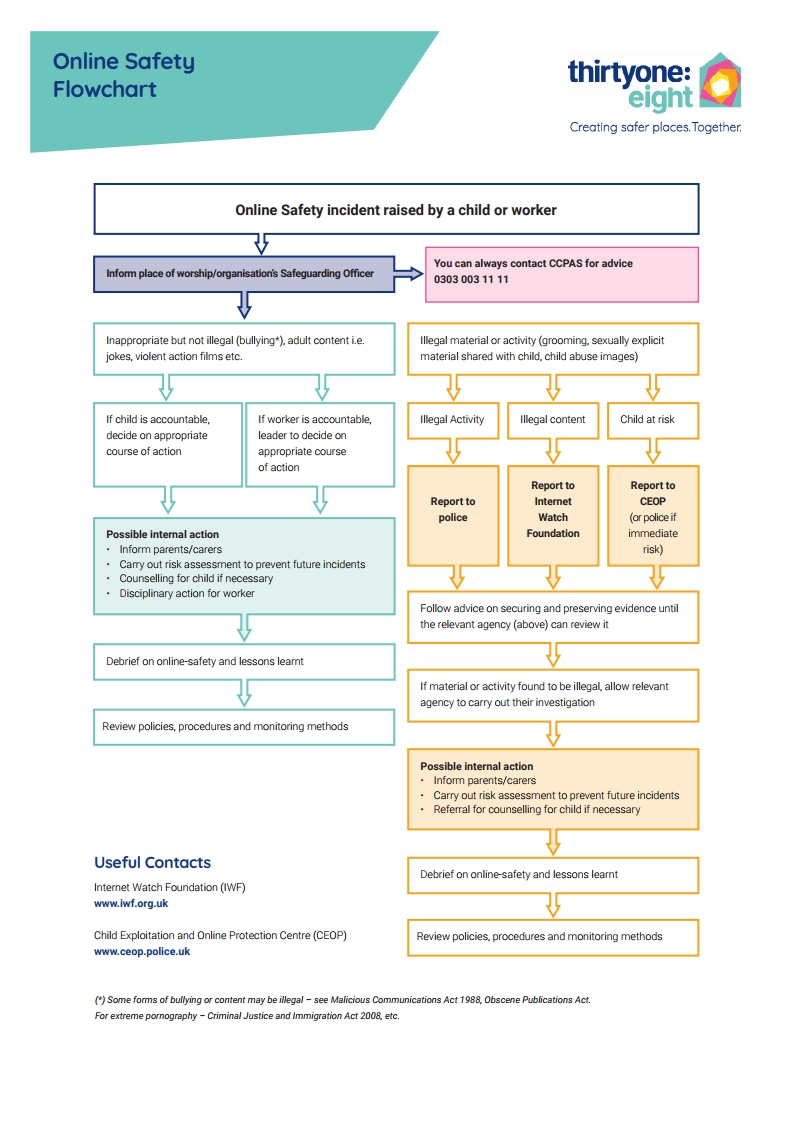 Online Safety
Flowchart
thirtyone:
eight
Creating safer places.Together.
Online Safety incident raised by a child or worker
Inform place of worship/organisation's Safeguarding Officer
You can always contact CCPAS for advice
0303 003 11 11
Inappropriate but not illegal (bullying*), adult content i.e.
jokes, violent action films etc.
If child is accountable,
decide on appropriate
course of action
If worker is accountable,
leader to decide on
appropriate course
of action
Possible internal action
• Inform parents/carers
• Carry out risk assessment to prevent future incidents
• Counselling for child if necessary
• Disciplinary action for worker
Debrief on online-safety and lessons learnt
Review policies, procedures and monitoring methods
Illegal material or activity (grooming, sexually explicit
material shared with child, child abuse images)
Illegal Activity
Illegal content
Child at risk
Report to
police
Report to
Internet
Watch
Foundation
Report to
CEOP
(or police if
immediate
risk)
Follow advice on securing and preserving evidence until
the relevant agency (above) can review it
If material or activity found to be illegal, allow relevant
agency to carry out their investigation
Possible internal action
• Inform parents/carers
• Carry out risk assessment to prevent future incidents
• Referral for counselling for child if necessary
Debrief on online-safety and lessons learnt
Review policies, procedures and monitoring methods
Useful Contacts
Internet Watch Foundation (IWF)
www.iwf.org.uk
Child Exploitation and Online Protection Centre (CEOP)
www.ceop.police.uk
(*) Some forms of bullying or content may be illegal – see Malicious Communications Act 1988, Obscene Publications Act.
For extreme pornography – Criminal Justice and Immigration Act 2008, etc.